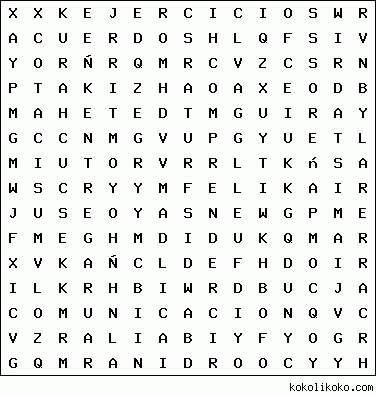 X X K E J E R C I C I O S W R
A C U E R D O S H L Q F S I V
Y O R Ñ R Q M R C V Z C S R N
P T A K I Z H A O A X E O D B
M A H E T E D T M G U I R A Y
G C C N M G V U P G Y U E T L
M I U T O R V R R L T K ń S A
W S C R Y Y M F E L I K A I R
J U S E O Y A S N E W G P M E
F M E G H M D I D U K Q M A R
X V K A Ñ C L D E F H D O I R
I L K R H B I W R D B U C J A
C O M U N I C A C I O N Q V C
V Z R A L I A B I Y F Y O G R
G Q M R A N I D R O O C Y Y H
kokolikoko.com